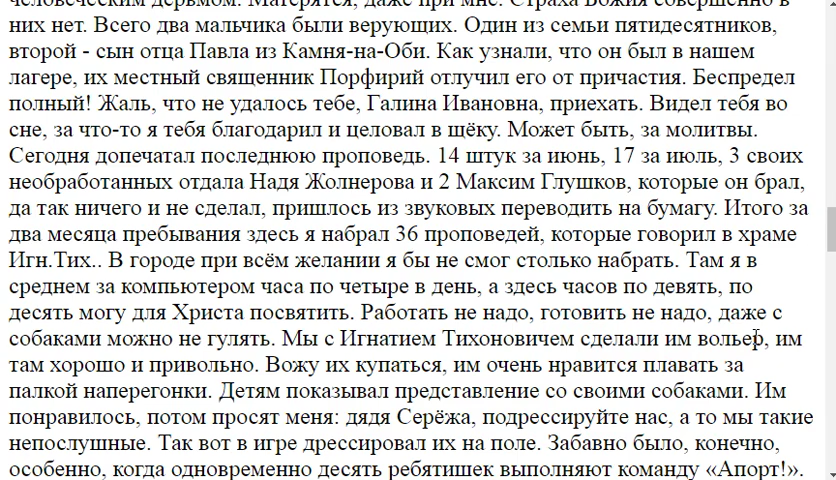 человеческим дерьмом. Матерятся, даже при мне. Страха Божия совершенно в
них нет. Всего два мальчика были верующих. Один из семьи пятидесятников,
второй - сын отца Павла из Камня-на-Оби. Как узнали, что он был в нашем
лагере, их местный священник Порфирий отлучил его от причастия. Беспредел
полный! Жаль, что не удалось тебе, Галина Ивановна, приехать. Видел тебя во
сне, за что-то я тебя благодарил и целовал в щёку. Может быть, за молитвы.
Сегодня допечатал последнюю проповедь. 14 штук за июнь, 17 за июль, 3 своих
необработанных отдала Надя Жолнерова и 2 Максим Глушков, которые он брал,
да так ничего и не сделал, пришлось из звуковых переводить на бумагу. Итого за
два месяца пребывания здесь я набрал 36 проповедей, которые говорил в храме
Игн.Тих.. В городе при всём желании я бы не смог столько набрать. Там я в
среднем за компьютером часа по четыре в день, а здесь часов по девять, по
десять могу для Христа посвятить. Работать не надо, готовить не надо, даже с
собаками можно не гулять. Мы с Игнатием Тихоновичем сделали им вольер, им
там хорошо и привольно. Вожу их купаться, им очень нравится плавать за
палкой наперегонки. Детям показывал представление со своими собаками. Им
понравилось, потом просят меня: дядя Серёжа, подрессируйте нас, а то мы такие
непослушные. Так вот в игре дрессировал их на поле. Забавно было, конечно,
особенно, когда одновременно десять ребятишек выполняют команду «Апорт!».